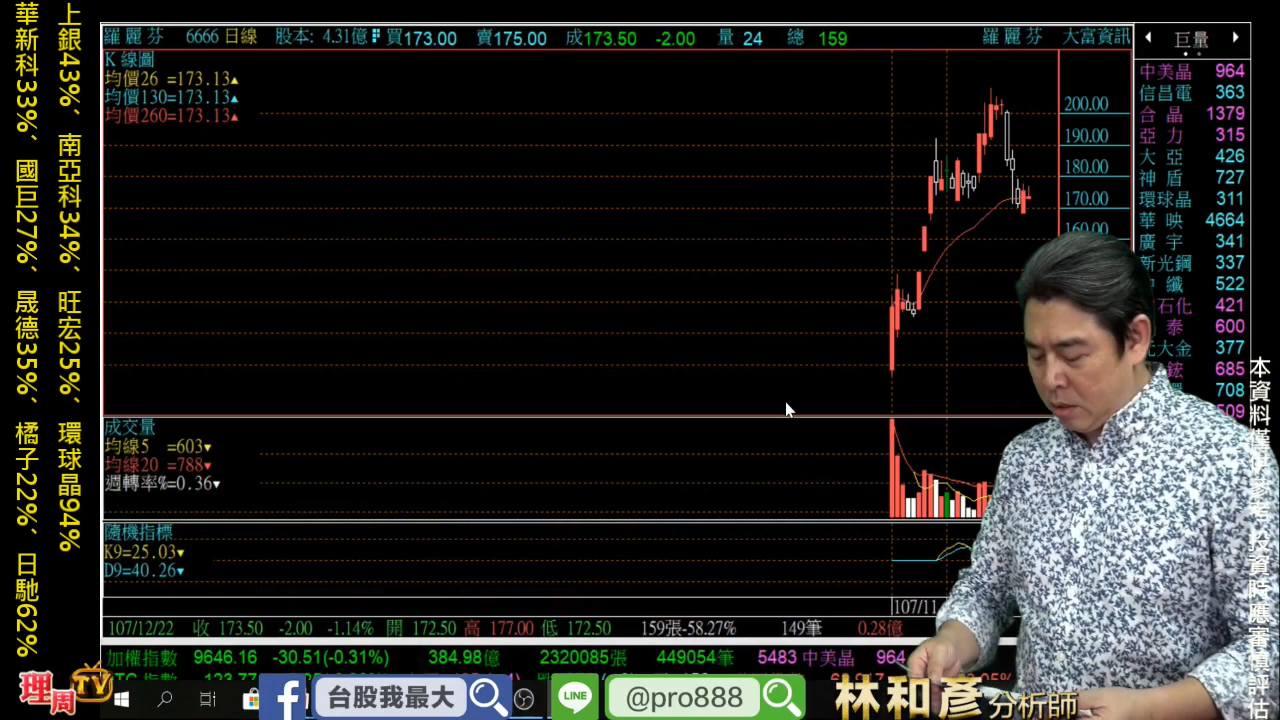 上銀43%、南亞科34%、旺宏25%、環球晶94%
華新科33%、國巨27%、晟德35%、橘子22%、日馳62%
羅麗芬 6666 日線 股本: 4.31億 買173.00 賣175.00 成173.50 -2.00 量 24 總 159 羅麗芬 大富資訊
K 線圖
均價26 =173.13▲
均價130=173.13▲
均價260=173.13▲
200.00
190.00
180.00
170.00
160.00
成交量
均線5 =603▼
均線20 =788▼
週轉率%=0.36▼
隨機指標
K9=25.03▼
D9=40.26▼
107/11
107/12/22 收 173.50 -2.00 -1.14% 開 172.50 高 177.00 低 172.50 159張-58.27% 149筆 0.28億
加權指數 9646.16 -30.51(-0.31%) 384.98億 2320085張 449054筆 5483 中美晶 964
巨量
中美晶 964
信昌電 363
合晶 1379
亞力 315
大亞 426
神盾 727
環球晶 311
華映 4664
廣宇 341
新光鋼 337
纖 522
石化 421
泰 600
元大金 377
685
708
509
理周TV
台股我最大
LINE
@pro888
林和彥 分析師